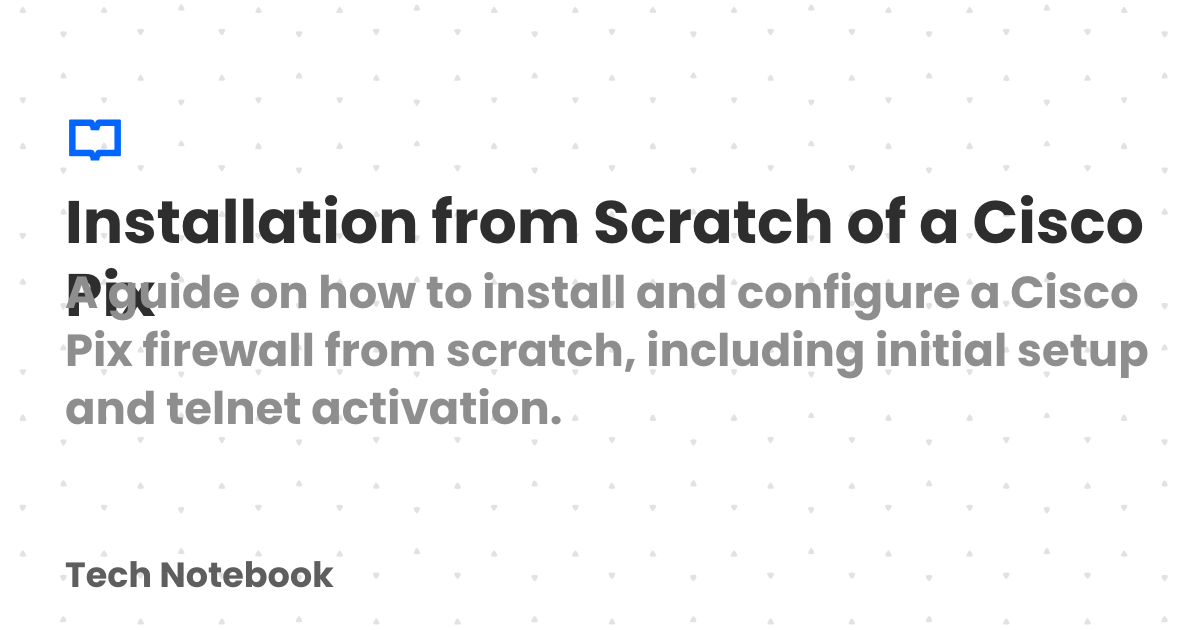 Installation from Scratch of a Cisco
Pix
A guide on how to install and configure a Cisco
Pix firewall from scratch, including initial setup
and telnet activation.
Tech Notebook